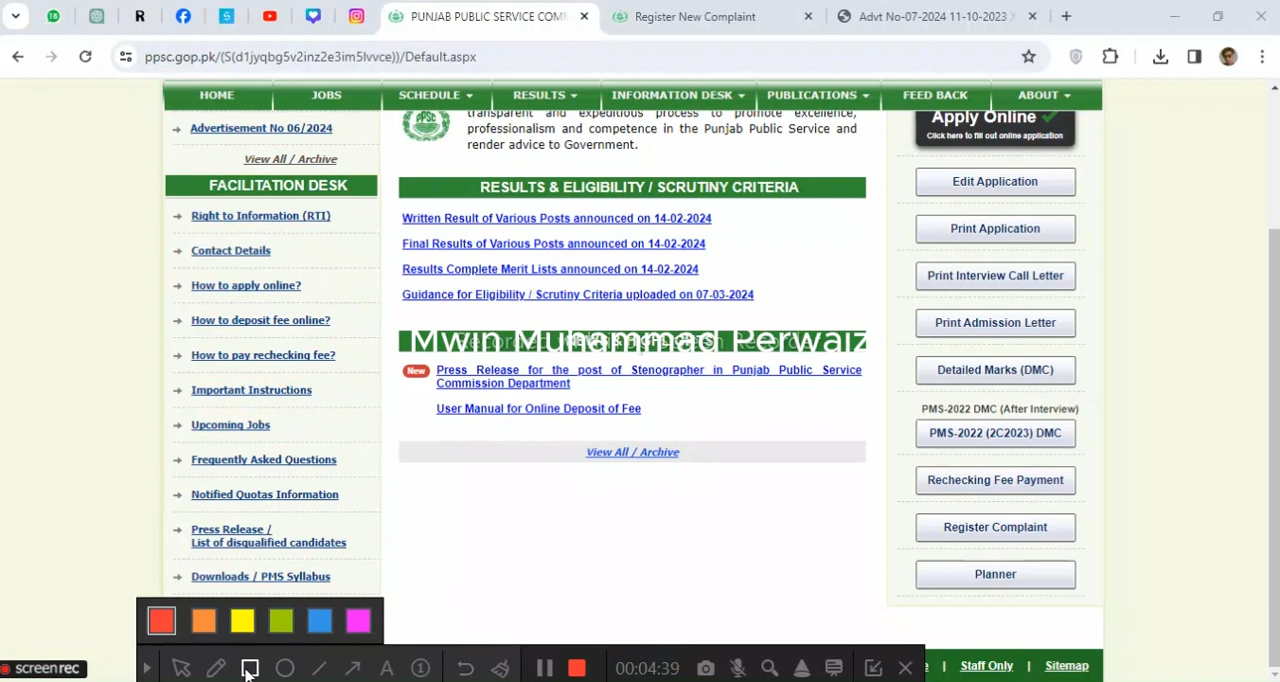 PUNJAB PUBLIC SERVICE COM
Register New Complaint
Advt No-07-2024 11-10-2023
ppsc.gop.pk/(S(d1jyqbg5v2inz2e3im5lvvce))/Default.aspx
HOME JOBS SCHEDULE RESULTS INFORMATION DESK PUBLICATIONS FEED BACK ABOUT
Advertisement No 06/2024
View All / Archive
FACILITATION DESK
Right to Information (RTI)
Contact Details
How to apply online?
How to deposit fee online?
How to pay rechecking fee?
Important Instructions
Upcoming Jobs
Frequently Asked Questions
Notified Quotas Information
Press Release /
List of disqualified candidates
Downloads / PMS Syllabus
PPSC
transparent and expeditious process to promote excellence,
professionalism and competence in the Punjab Public Service and
render advice to Government.
RESULTS & ELIGIBILITY / SCRUTINY CRITERIA
Written Result of Various Posts announced on 14-02-2024
Final Results of Various Posts announced on 14-02-2024
Results Complete Merit Lists announced on 14-02-2024
Guidance for Eligibility / Scrutiny Criteria uploaded on 07-03-2024
Mwin Muhammad Perwaiz
New
Press Release for the post of Stenographer in Punjab Public Service
Commission Department
User Manual for Online Deposit of Fee
View All / Archive
Apply Online
Click here to fill out online application
Edit Application
Print Application
Print Interview Call Letter
Print Admission Letter
Detailed Marks (DMC)
PMS-2022 DMC (After Interview)
PMS-2022 (2C2023) DMC
Rechecking Fee Payment
Register Complaint
Planner
screenrec
A
1
00:04:39
| Staff Only | Sitemap